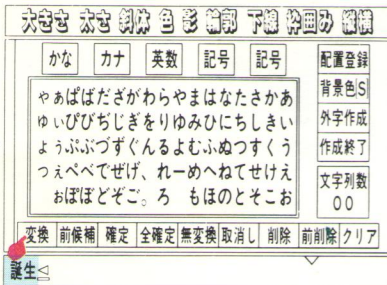 大きさ 太さ 斜体 色 影 輪郭 下線 枠囲み 縦横
かな カナ 英数 記号 記号 配置登録
背景色 S
ゃぁぱばだざがわらやまはなたさかあ
ゅぃぴびぢじぎをりゆみひにちしきい
ょぅぷぶづずぐんるよむふぬつすくう
っぇぺべでぜげ、れーめへねてせけえ
ぉぽぼどぞご。ろ もほのとそこお
外字作成
作成終了
文字列数
00
変換 前候補 確定 全確定 無変換 取消し 削除 前削除 クリア
誕生